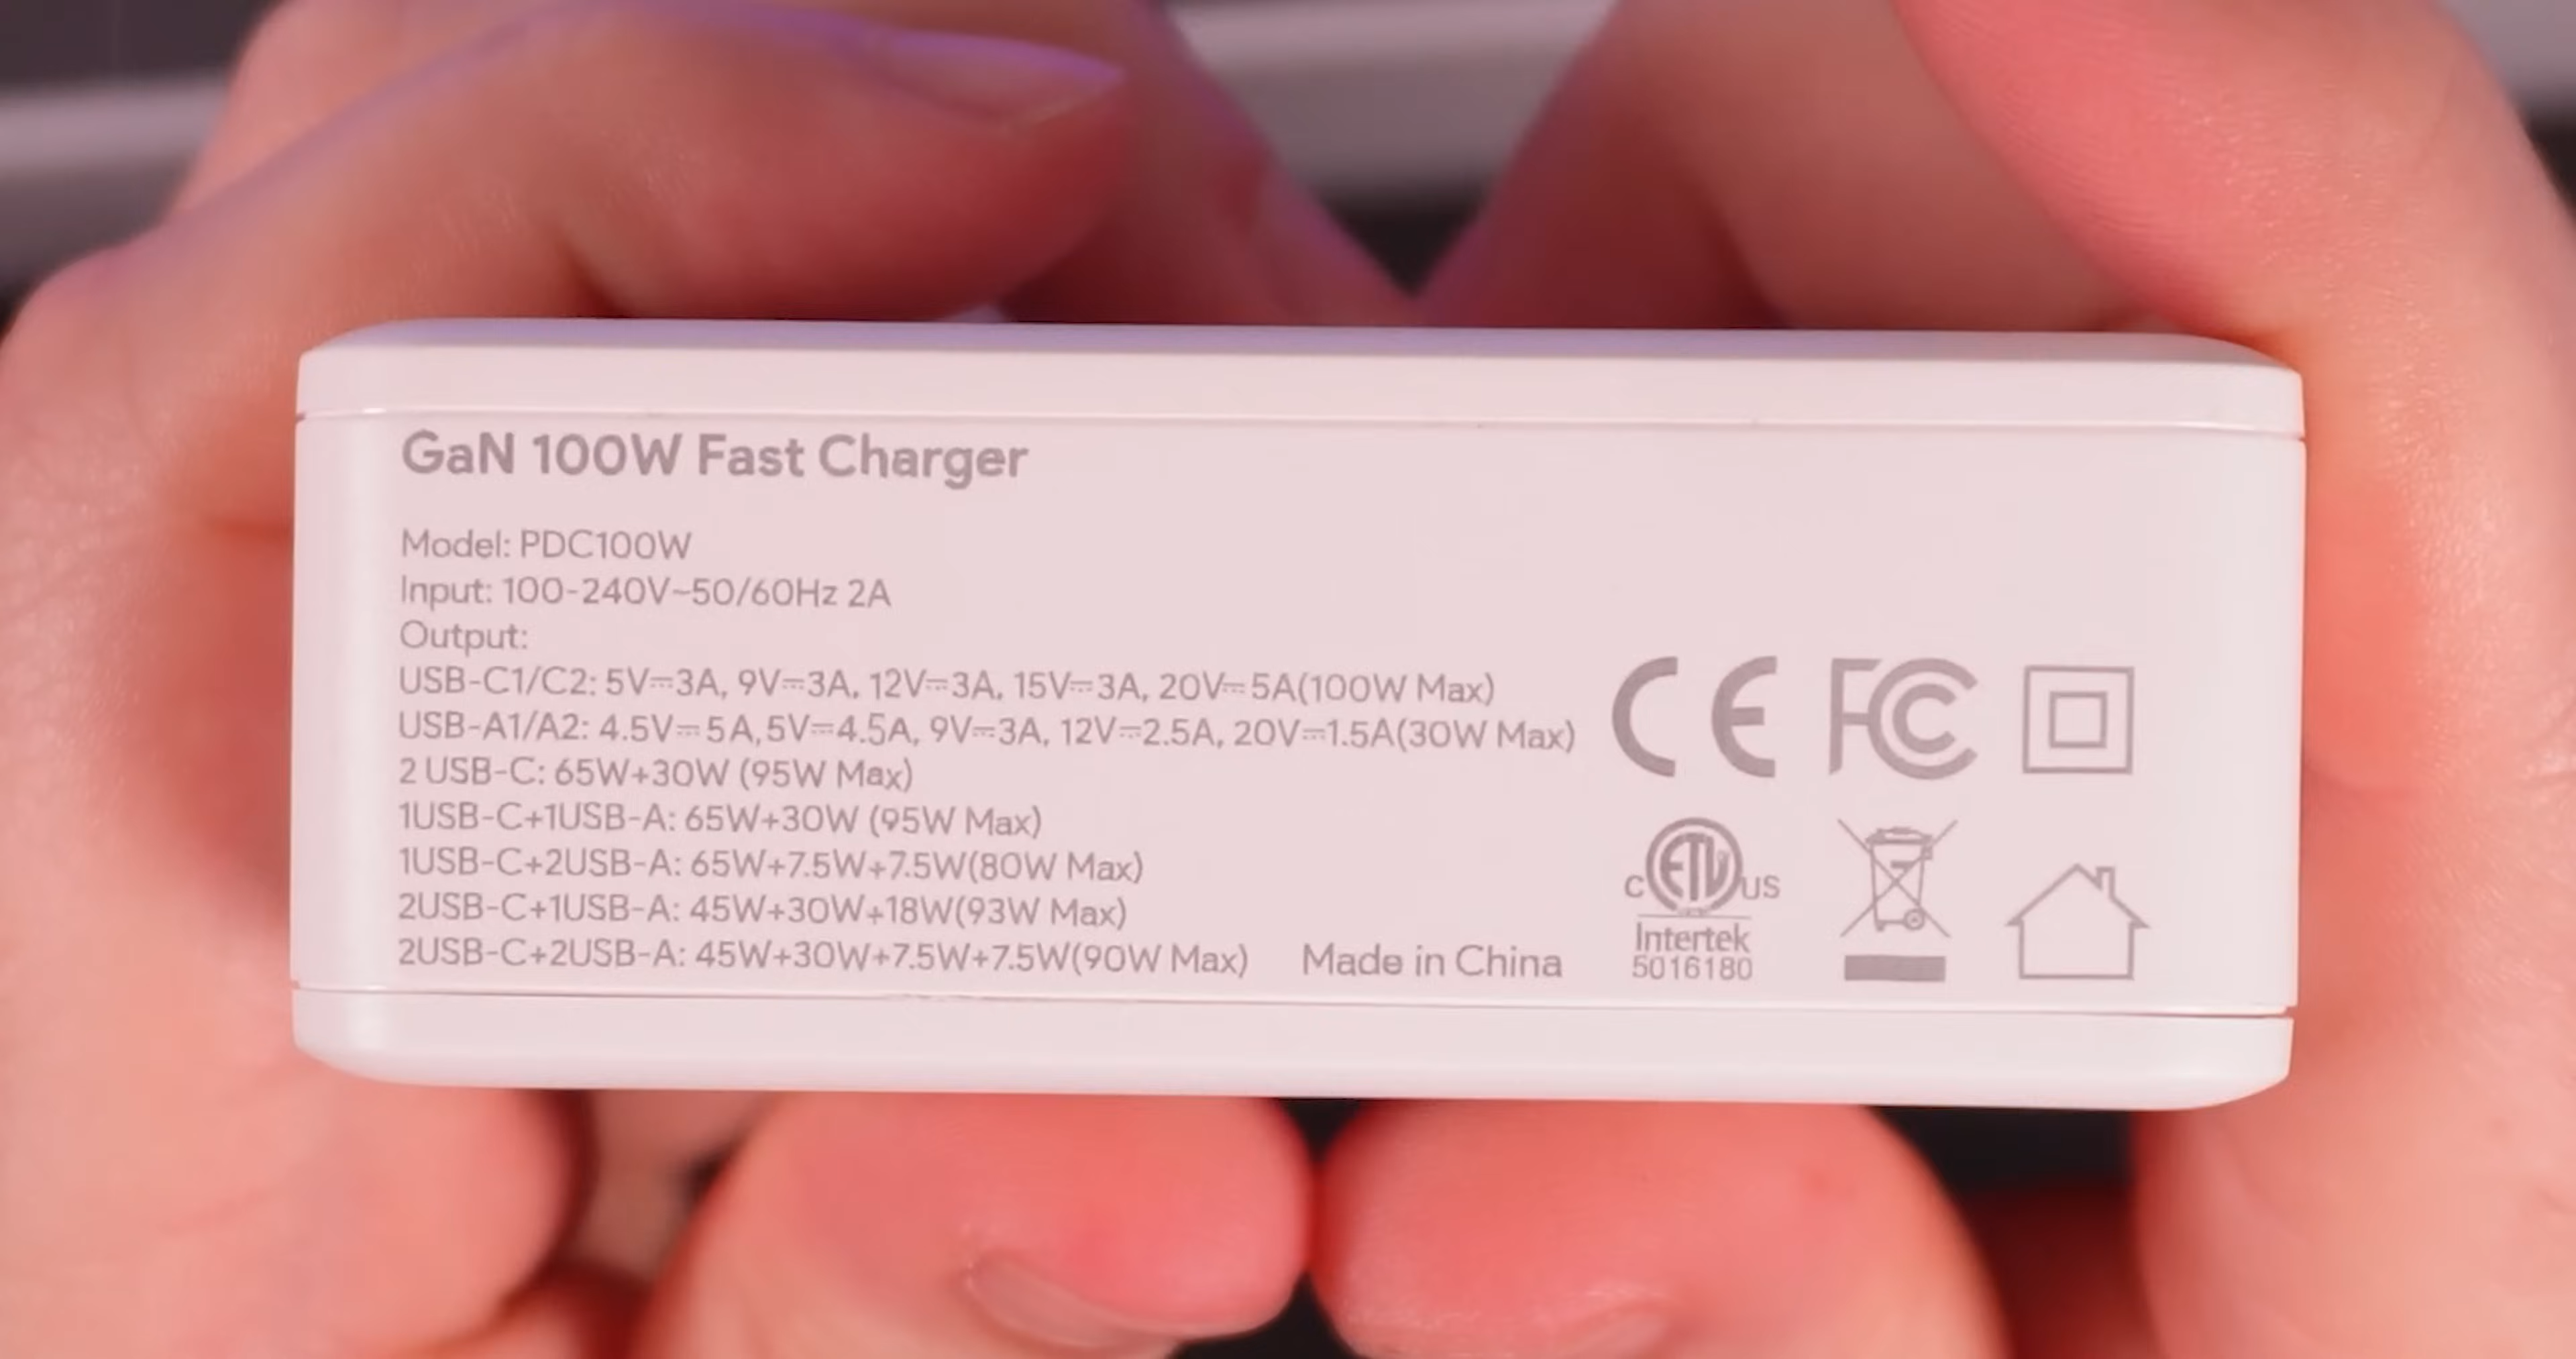 GaN 100W Fast Charger
Model: PDC100W
Input: 100-240V~50/60Hz 2A
Output:
USB-C1/C2: 5V⎓3A, 9V⎓3A, 12V⎓3A, 15V⎓3A, 20V⎓5A(100W Max)
USB-A1/A2: 4.5V⎓5A,5V⎓4.5A, 9V⎓3A, 12V⎓2.5A, 20V⎓1.5A(30W Max)
2 USB-C: 65W+30W (95W Max)
1USB-C+1USB-A: 65W+30W (95W Max)
1USB-C+2USB-A: 65W+7.5W+7.5W(80W Max)
2USB-C+1USB-A: 45W+30W+18W(93W Max)
2USB-C+2USB-A: 45W+30W+7.5W+7.5W(90W Max)
Made in China
CE FC
C ETL US
Intertek
5016180